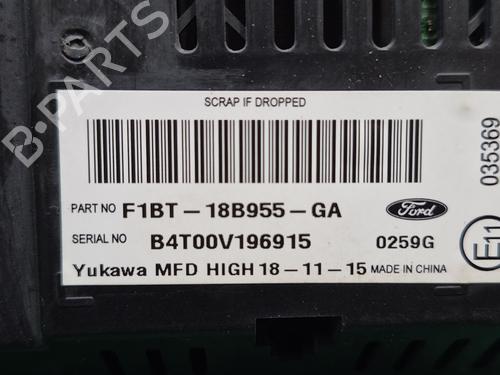 SCRAP IF DROPPED
PART NO F1BT-18B955-GA
Ford
SERIAL NO B4T00V196915 0259G
Yukawa MFD HIGH 18-11-15 MADE IN CHINA
035369
E11
B-PARTS